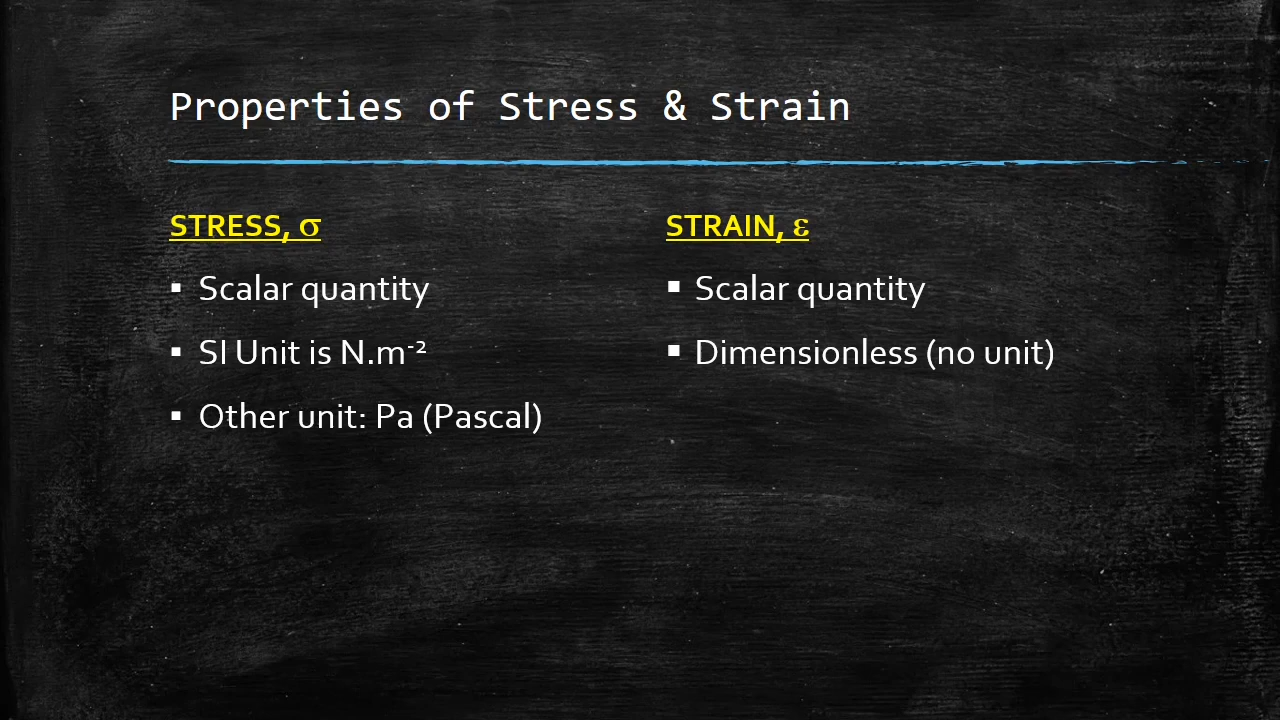 Properties of Stress & Strain
STRESS, σ
▪ Scalar quantity
▪ SI Unit is N.m⁻²
▪ Other unit: Pa (Pascal)
STRAIN, ε
▪ Scalar quantity
▪ Dimensionless (no unit)